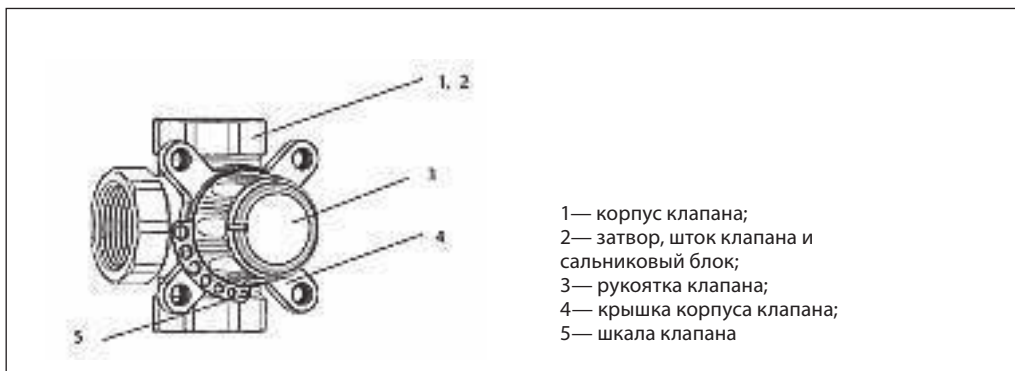 1, 2
3
4
5
1— корпус клапана;
2— затвор, шток клапана и
сальниковый блок;
3— рукоятка клапана;
4— крышка корпуса клапана;
5— шкала клапана